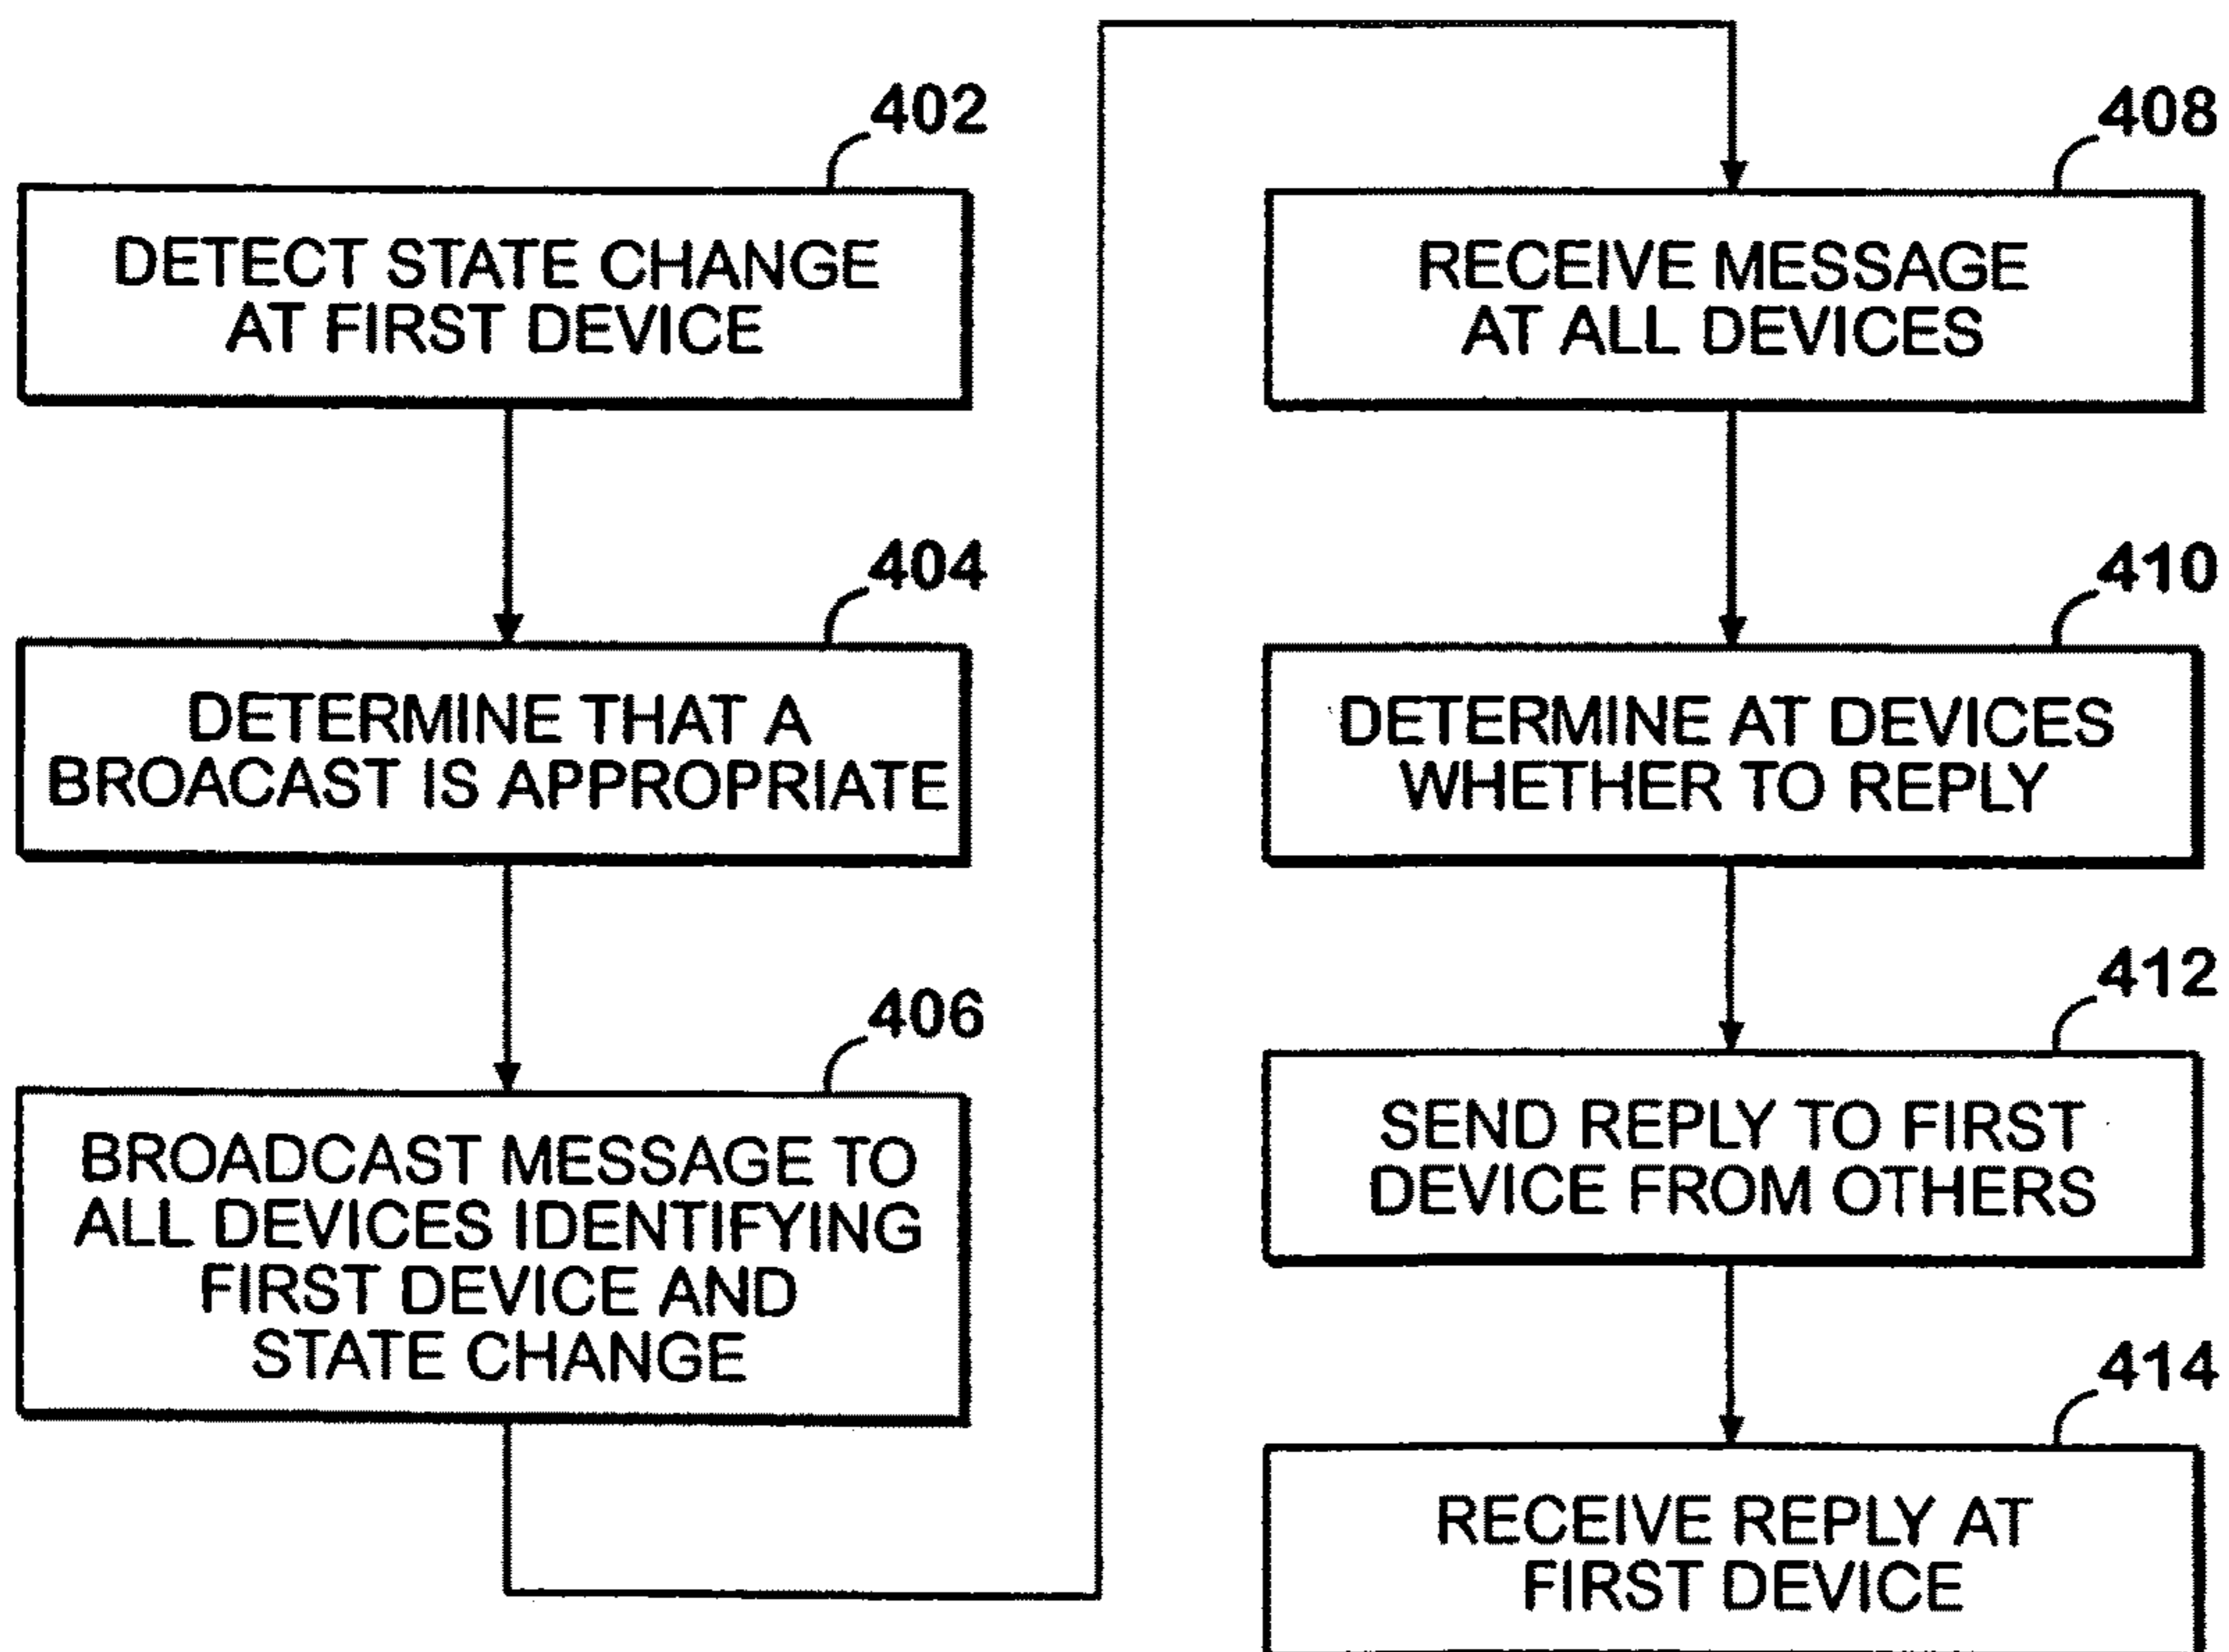 402
DETECT STATE CHANGE
AT FIRST DEVICE
404
DETERMINE THAT A
BROACAST IS APPROPRIATE
406
BROADCAST MESSAGE TO
ALL DEVICES IDENTIFYING
FIRST DEVICE AND
STATE CHANGE
408
RECEIVE MESSAGE
AT ALL DEVICES
410
DETERMINE AT DEVICES
WHETHER TO REPLY
412
SEND REPLY TO FIRST
DEVICE FROM OTHERS
414
RECEIVE REPLY AT
FIRST DEVICE